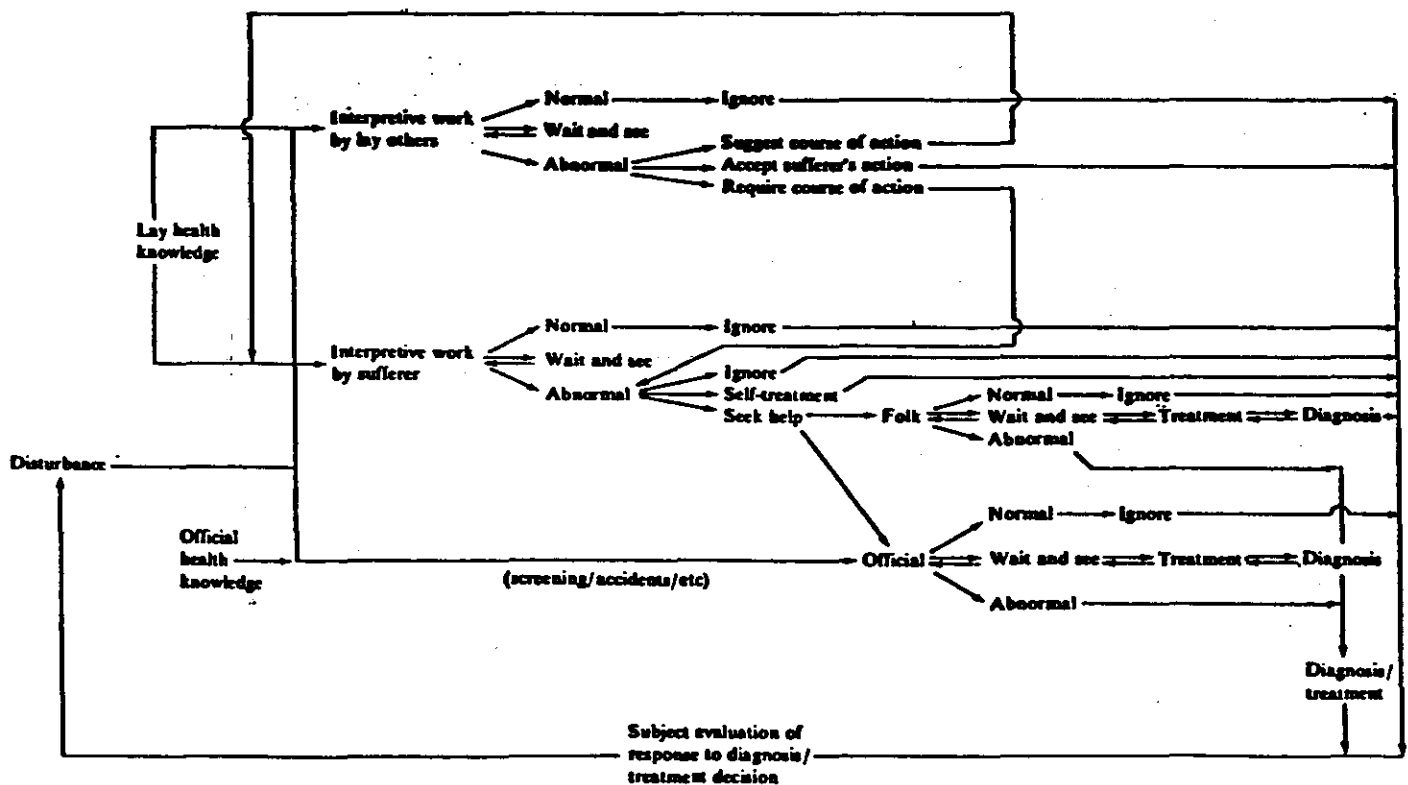 Normal
Ignore
Interpretive work
by lay others
Wait and see
Suggest course of action
Abnormal
Accept sufferer's action
Require course of action
Lay health
knowledge
Normal
Ignore
Interpretive work
by sufferer
Wait and see
Ignore
Abnormal
Self-treatment
Seek help
Folk
Normal
Ignore
Wait and see
Treatment
Diagnosis
Abnormal
Disturbance
Normal
Ignore
Official
health
knowledge
(screening/accidents/etc)
Official
Wait and see
Treatment
Diagnosis
Abnormal
Diagnosis/
treatment
Subject evaluation of
response to diagnosis/
treatment decision